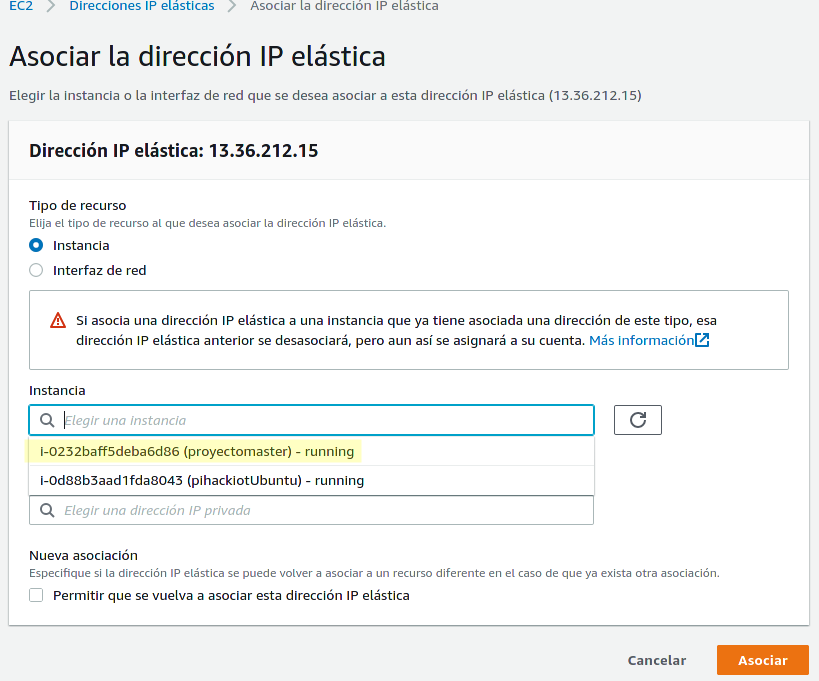 EC2 > Direcciones IP elásticas > Asociar la dirección IP elástica
Asociar la dirección IP elástica
Elegir la instancia o la interfaz de red que se desea asociar a esta dirección IP elástica (13.36.212.15)
Dirección IP elástica: 13.36.212.15
Tipo de recurso
Elija el tipo de recurso al que desea asociar la dirección IP elástica.
Instancia
Interfaz de red
Si asocia una dirección IP elástica a una instancia que ya tiene asociada una dirección de este tipo, esa
dirección IP elástica anterior se desasociará, pero aun así se asignará a su cuenta. Más información
Instancia
Elegir una instancia
i-0232baff5deba6d86 (proyectomaster) - running
i-0d88b3aad1fda8043 (pihackiotUbuntu) - running
Elegir una dirección IP privada
Nueva asociación
Especifique si la dirección IP elástica se puede volver a asociar a un recurso diferente en el caso de que ya exista otra asociación.
Permitir que se vuelva a asociar esta dirección IP elástica
Cancelar
Asociar